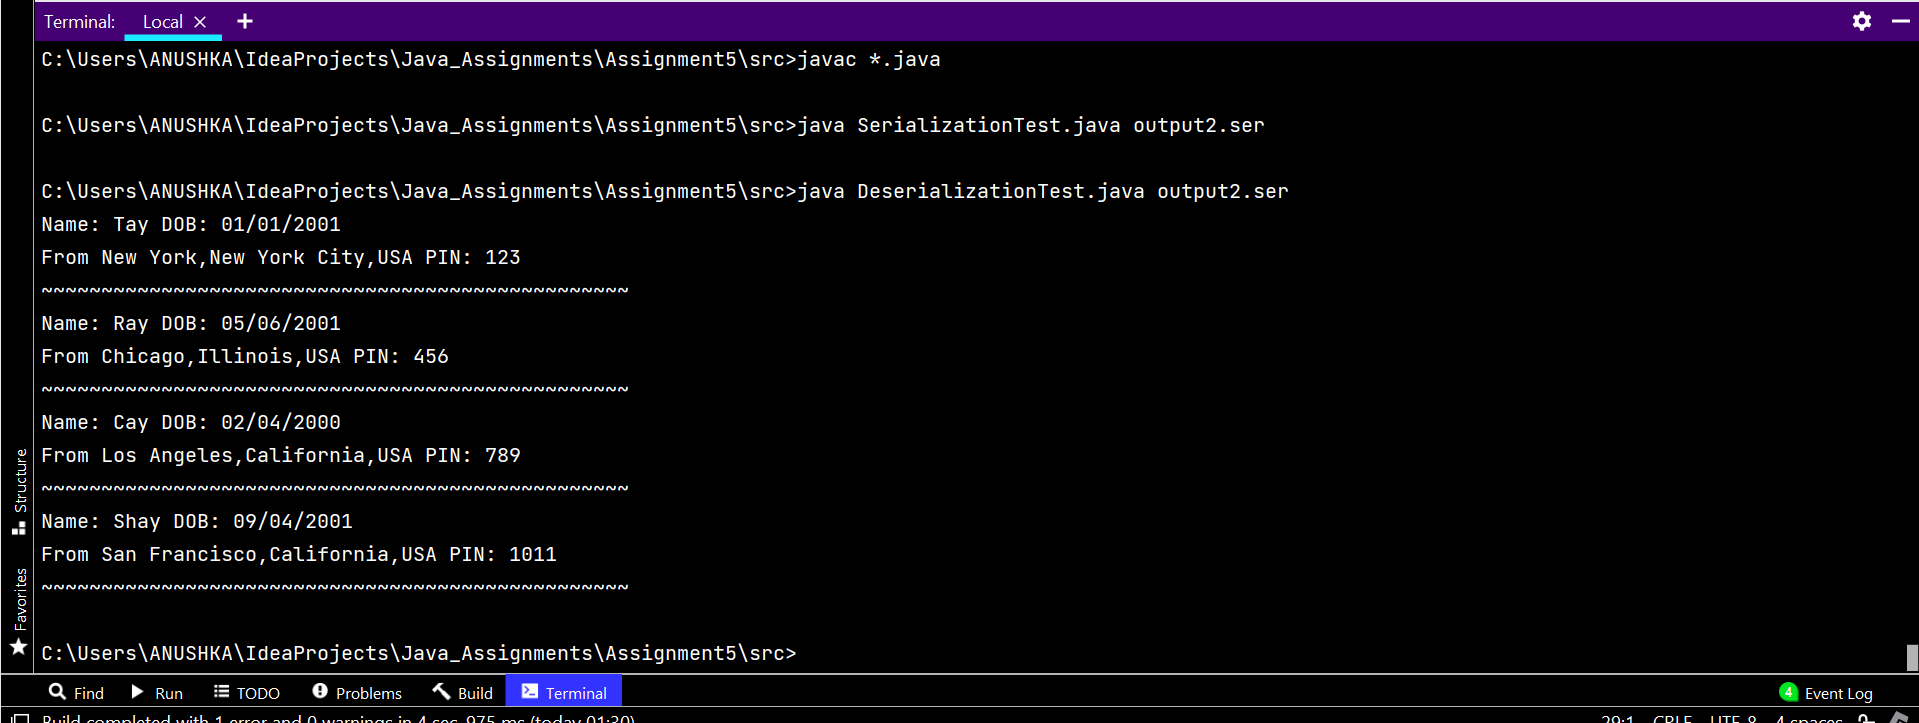 Terminal: Local × +
C:\Users\ANUSHKA\IdeaProjects\Java_Assignments\Assignment5\src>javac *.java
C:\Users\ANUSHKA\IdeaProjects\Java_Assignments\Assignment5\src>java SerializationTest.java output2.ser
C:\Users\ANUSHKA\IdeaProjects\Java_Assignments\Assignment5\src>java DeserializationTest.java output2.ser
Name: Tay DOB: 01/01/2001
From New York,New York City,USA PIN: 123
~~~~~~~~~~~~~~~~~~~~~~~~~~~~~~~~~~~~~~~~~~~~~~~~~
Name: Ray DOB: 05/06/2001
From Chicago,Illinois,USA PIN: 456
~~~~~~~~~~~~~~~~~~~~~~~~~~~~~~~~~~~~~~~~~~~~~~~~~
Name: Cay DOB: 02/04/2000
From Los Angeles,California,USA PIN: 789
~~~~~~~~~~~~~~~~~~~~~~~~~~~~~~~~~~~~~~~~~~~~~~~~~
Name: Shay DOB: 09/04/2001
From San Francisco,California,USA PIN: 1011
~~~~~~~~~~~~~~~~~~~~~~~~~~~~~~~~~~~~~~~~~~~~~~~~~
C:\Users\ANUSHKA\IdeaProjects\Java_Assignments\Assignment5\src>
Structure
Favorites
Find Run TODO Problems Build Terminal 4 Event Log
Build completed with 1 error and 0 warnings in 4 sec, 975 ms (today 01:30) 29:1 CRLF UTF-8 4 spaces